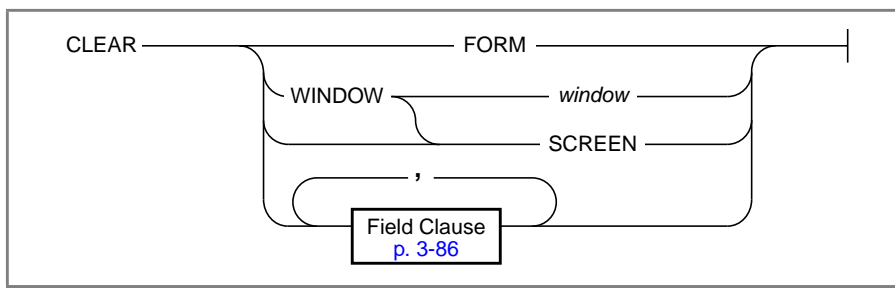 CLEAR FORM
WINDOW window
SCREEN
,
Field Clause
p. 3-86